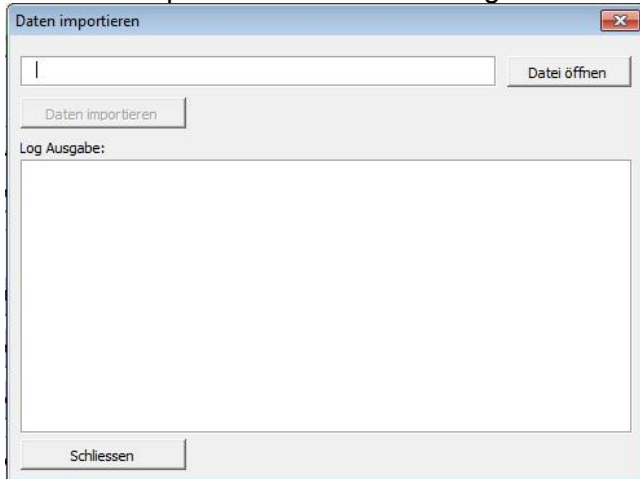 Daten importieren
Datei öffnen
Daten importieren
Log Ausgabe:
Schliessen